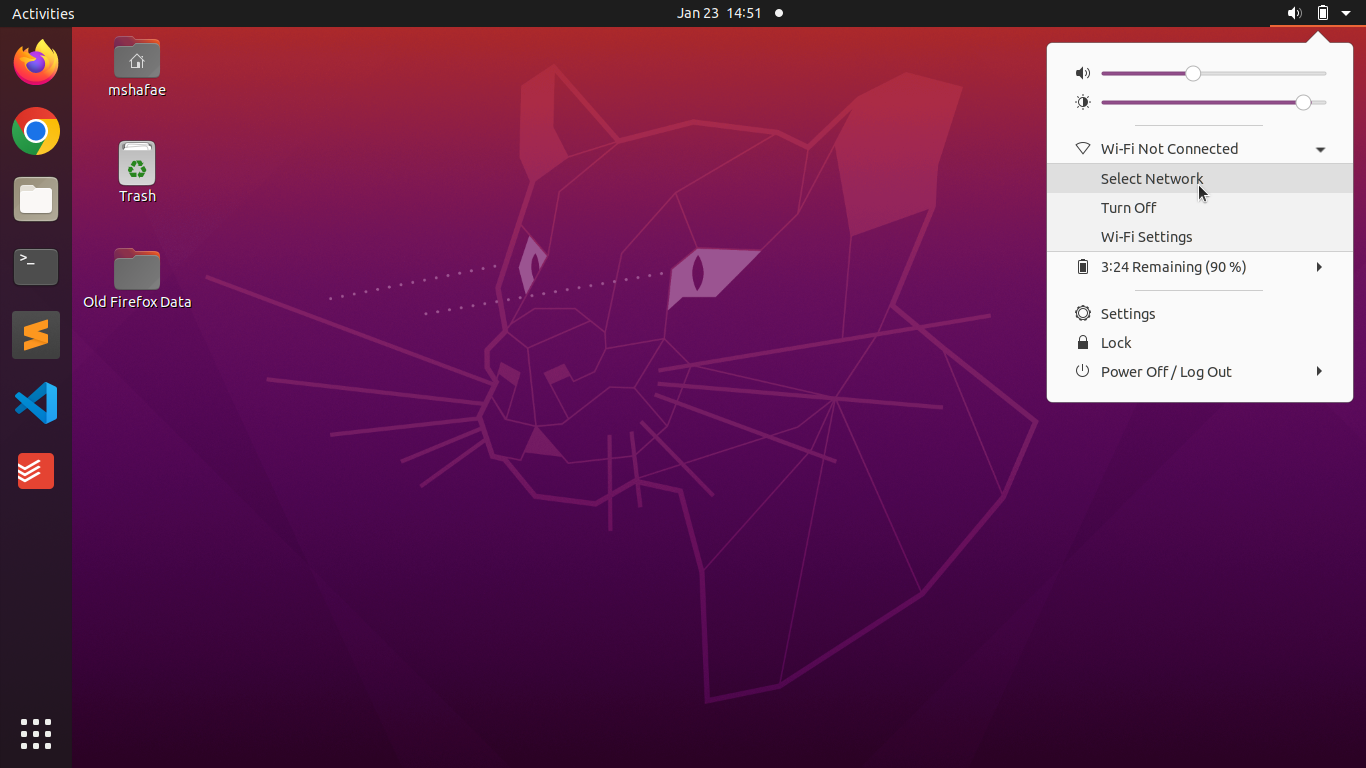 Activities
Jan 23 14:51
mshafae
Trash
Old Firefox Data
>_
Wi-Fi Not Connected
Select Network
Turn Off
Wi-Fi Settings
3:24 Remaining (90 %)
Settings
Lock
Power Off / Log Out